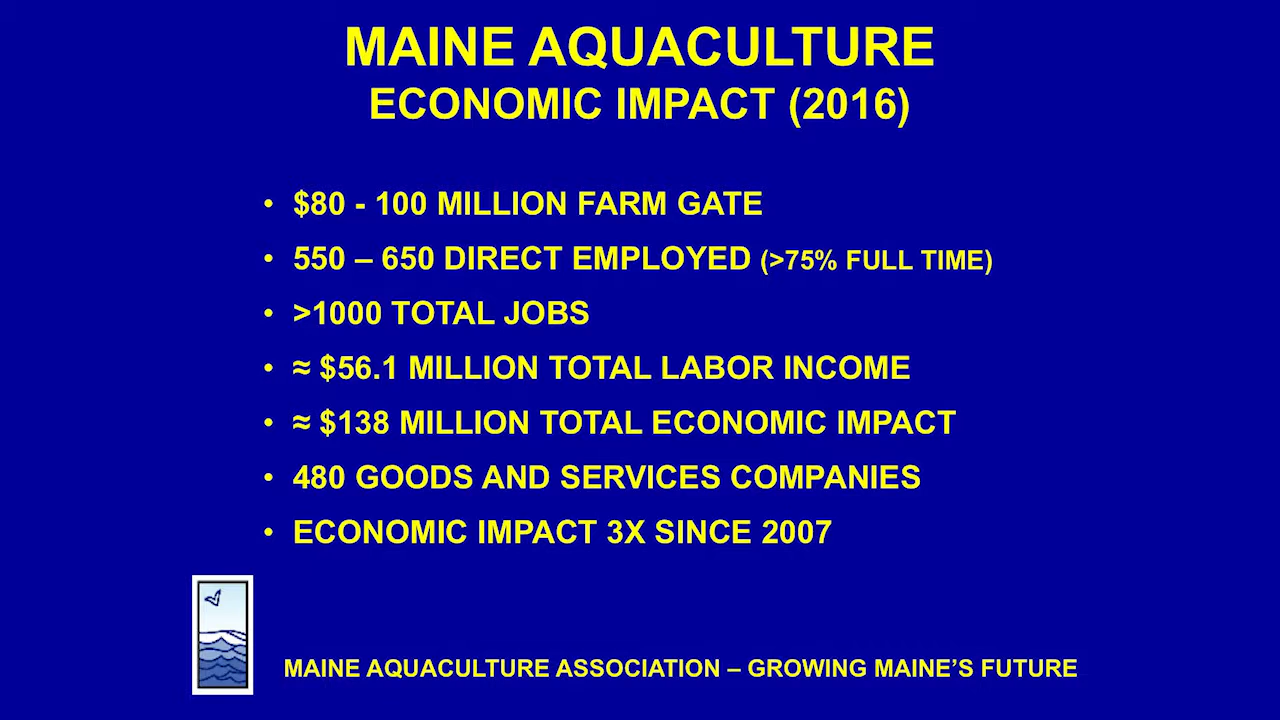 MAINE AQUACULTURE
ECONOMIC IMPACT (2016)
• $80 - 100 MILLION FARM GATE
• 550 – 650 DIRECT EMPLOYED (>75% FULL TIME)
• >1000 TOTAL JOBS
• ≈ $56.1 MILLION TOTAL LABOR INCOME
• ≈ $138 MILLION TOTAL ECONOMIC IMPACT
• 480 GOODS AND SERVICES COMPANIES
• ECONOMIC IMPACT 3X SINCE 2007
MAINE AQUACULTURE ASSOCIATION – GROWING MAINE’S FUTURE